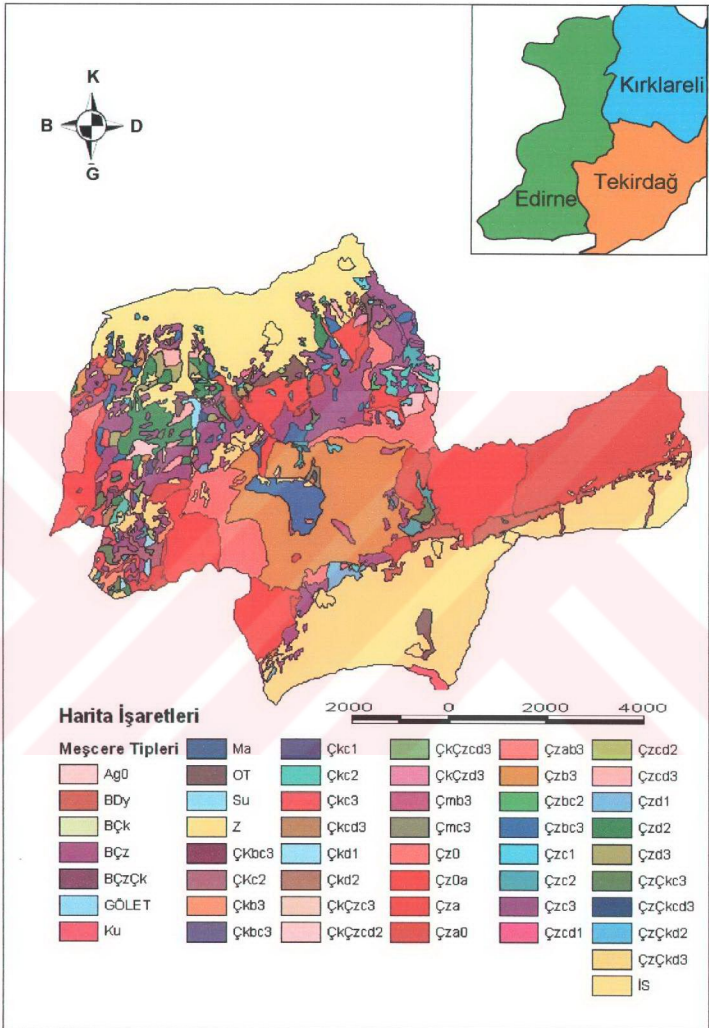 K
B D
Ğ
Kırklareli
Tekirdağ
Edirne
Harita İşaretleri
2000 0 2000 4000
Meşcere Tipleri
Ag0
BDy
BÇk
BÇz
BÇzÇk
GÖLET
Ku
Ma
OT
Su
Z
ÇKbc3
ÇKc2
Çkb3
Çkbc3
Çkc1
Çkc2
Çkc3
Çkcd3
Çkd1
Çkd2
ÇkÇzc3
ÇkÇzcd2
ÇkÇzcd3
ÇkÇzd3
Çmb3
Çmc3
Çz0
Çz0a
Çza
Çza0
Çzab3
Çzb3
Çzbc2
Çzbc3
Çzc1
Çzc2
Çzc3
Çzcd1
Çzcd2
Çzcd3
Çzd1
Çzd2
Çzd3
ÇzÇkc3
ÇzÇkcd3
ÇzÇkd2
ÇzÇkd3
İS